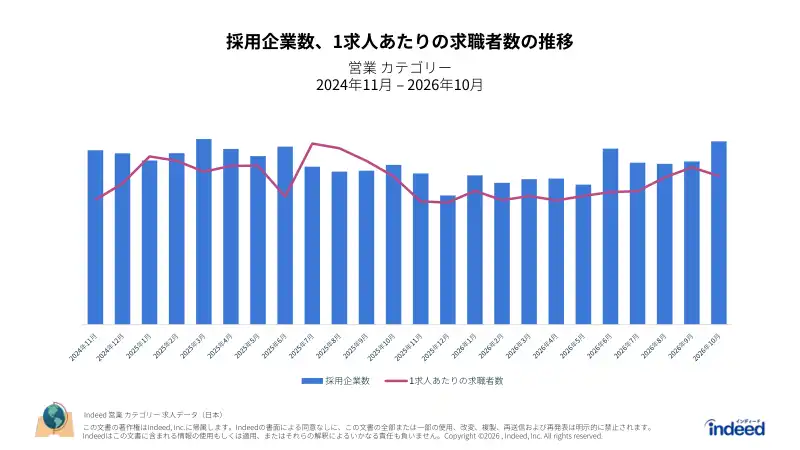 採用企業数、1求人あたりの求職者数の推移
営業 カテゴリー
2024年11月 – 2026年10月
2024年11月
2024年12月
2025年1月
2025年2月
2025年3月
2025年4月
2025年5月
2025年6月
2025年7月
2025年8月
2025年9月
2025年10月
2025年11月
2025年12月
2026年1月
2026年2月
2026年3月
2026年4月
2026年5月
2026年6月
2026年7月
2026年8月
2026年9月
2026年10月
採用企業数 1求人あたりの求職者数
Indeed 営業 カテゴリー 求人データ（日本）
この文書の著作権はIndeed, Inc.に帰属します。Indeedの書面による同意なしに、この文書の全部または一部の使用、改変、複製、再送信および再発表は明示的に禁止されます。
Indeedはこの文書に含まれる情報の使用もしくは適用、またはそれらの解釈によるいかなる責任も負いません。Copyright ©2026 , Indeed, Inc. All rights reserved.
インディード
indeed